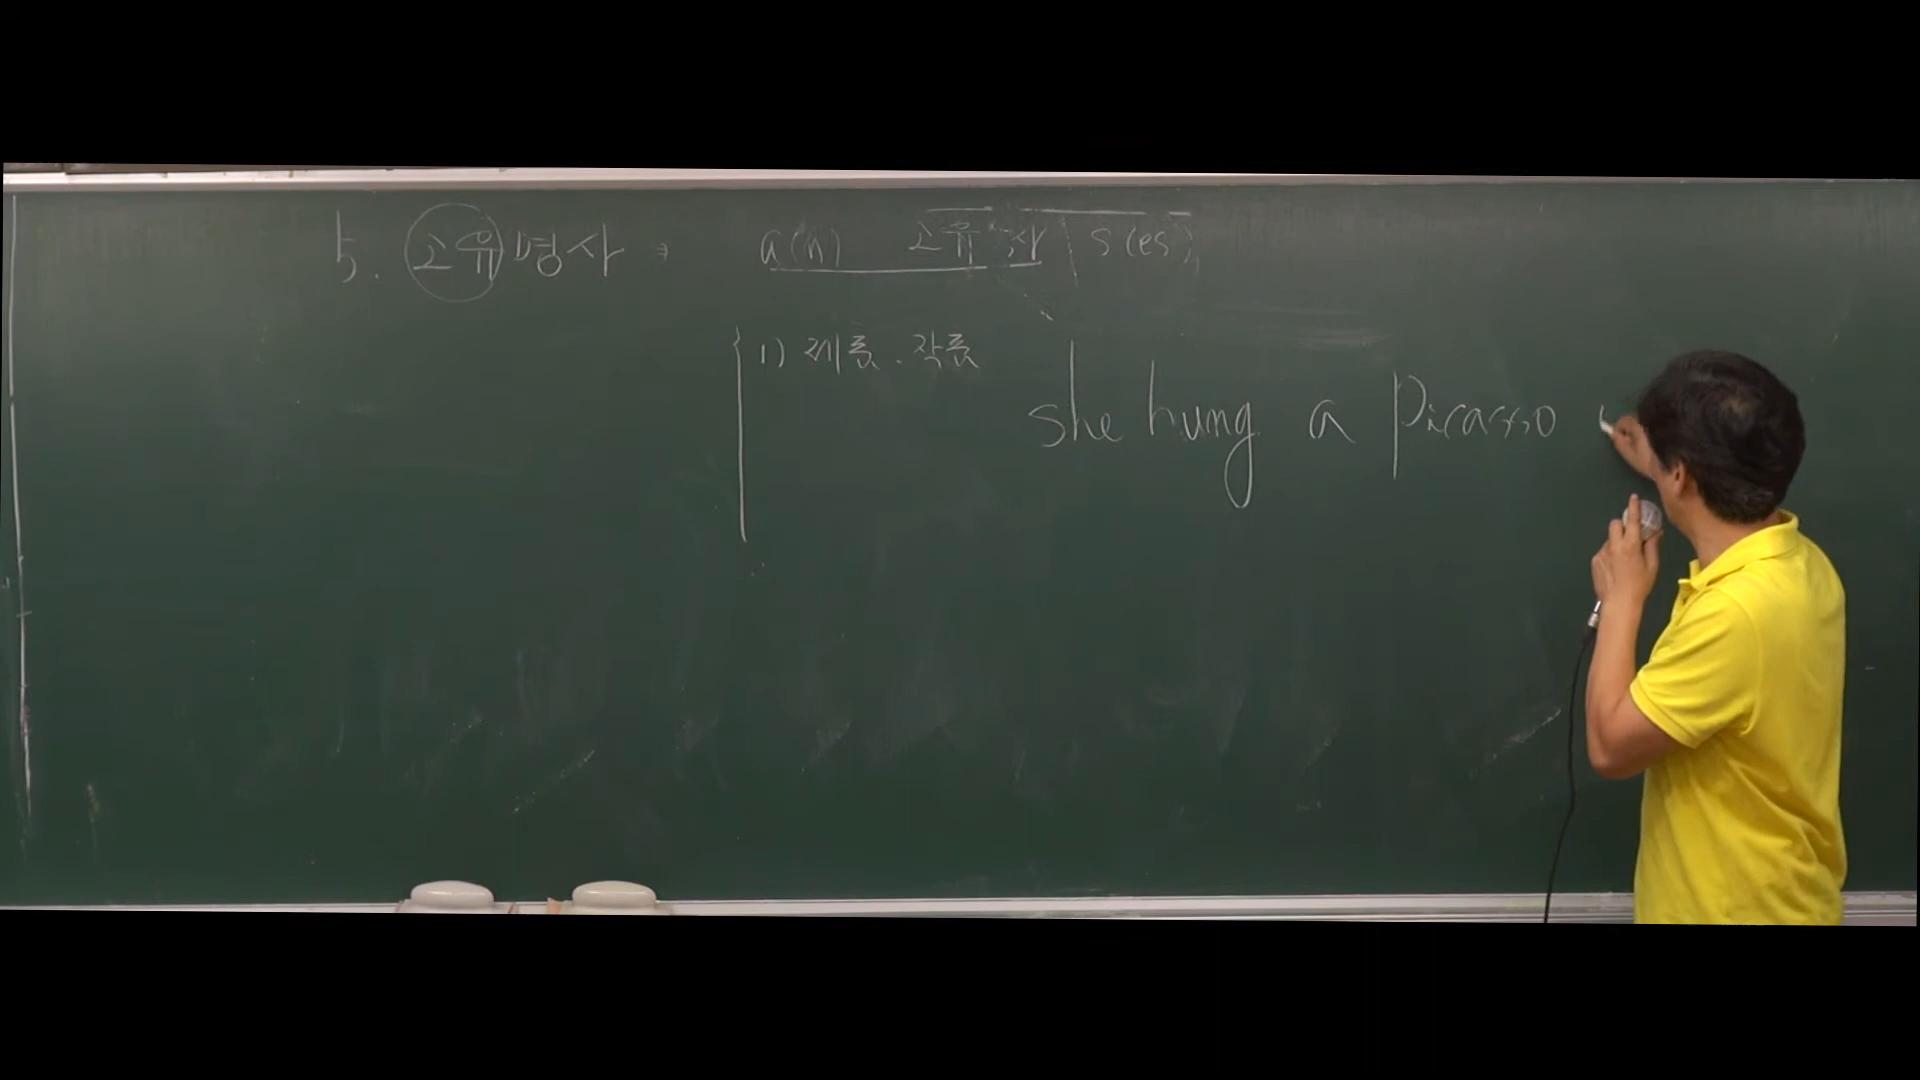 5. 고유명사 : a(n) 고유명사 s(es)
1) 제품. 작품
she hung a Picasso